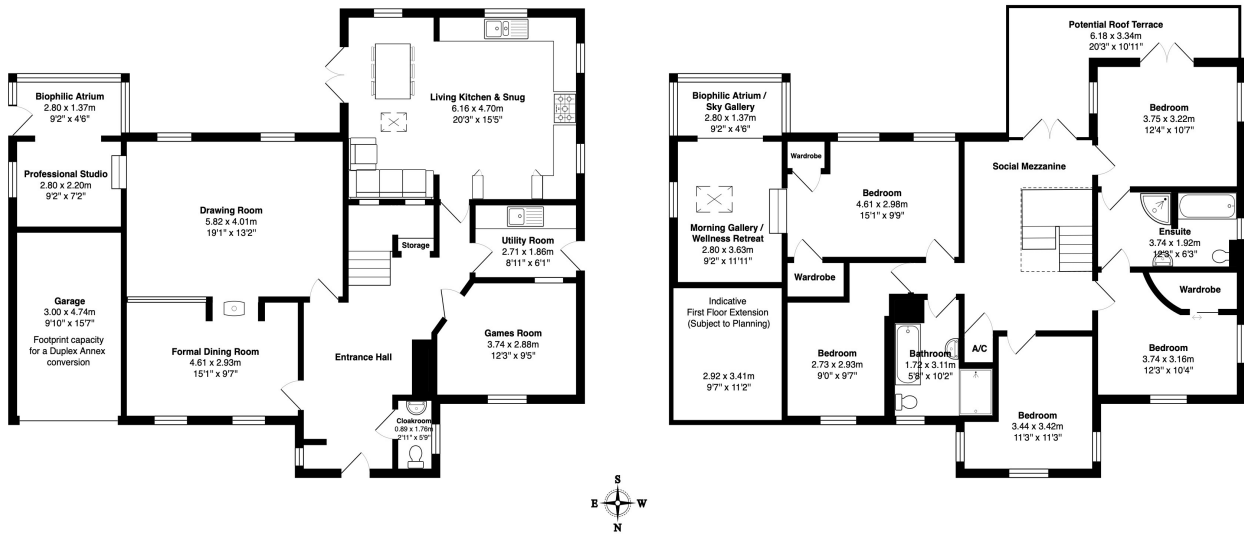 Biophilic Atrium
2.80 x 1.37m
9'2" x 4'6"
Professional Studio
2.80 x 2.20m
9'2" x 7'2"
Garage
3.00 x 4.74m
9'10" x 15'7"
Footprint capacity
for a Duplex Annex
conversion
Drawing Room
5.82 x 4.01m
19'1" x 13'2"
Formal Dining Room
4.61 x 2.93m
15'1" x 9'7"
Living Kitchen & Snug
6.16 x 4.70m
20'3" x 15'5"
Storage
Utility Room
2.71 x 1.86m
8'11" x 6'1"
Games Room
3.74 x 2.88m
12'3" x 9'5"
Entrance Hall
Cloakroom
0.89 x 1.76m
2'11" x 5'9"
Potential Roof Terrace
6.18 x 3.34m
20'3" x 10'11"
Biophilic Atrium /
Sky Gallery
2.80 x 1.37m
9'2" x 4'6"
Morning Gallery /
Wellness Retreat
2.80 x 3.63m
9'2" x 11'11"
Indicative
First Floor Extension
(Subject to Planning)
2.92 x 3.41m
9'7" x 11'2"
Wardrobe
Bedroom
4.61 x 2.98m
15'1" x 9'9"
Wardrobe
Bedroom
2.73 x 2.93m
9'0" x 9'7"
Bathroom
1.72 x 3.11m
5'8" x 10'2"
A/C
Social Mezzanine
Bedroom
3.75 x 3.22m
12'4" x 10'7"
Ensuite
3.74 x 1.92m
12'3" x 6'3"
Wardrobe
Bedroom
3.74 x 3.16m
12'3" x 10'4"
Bedroom
3.44 x 3.42m
11'3" x 11'3"
S
E W
N